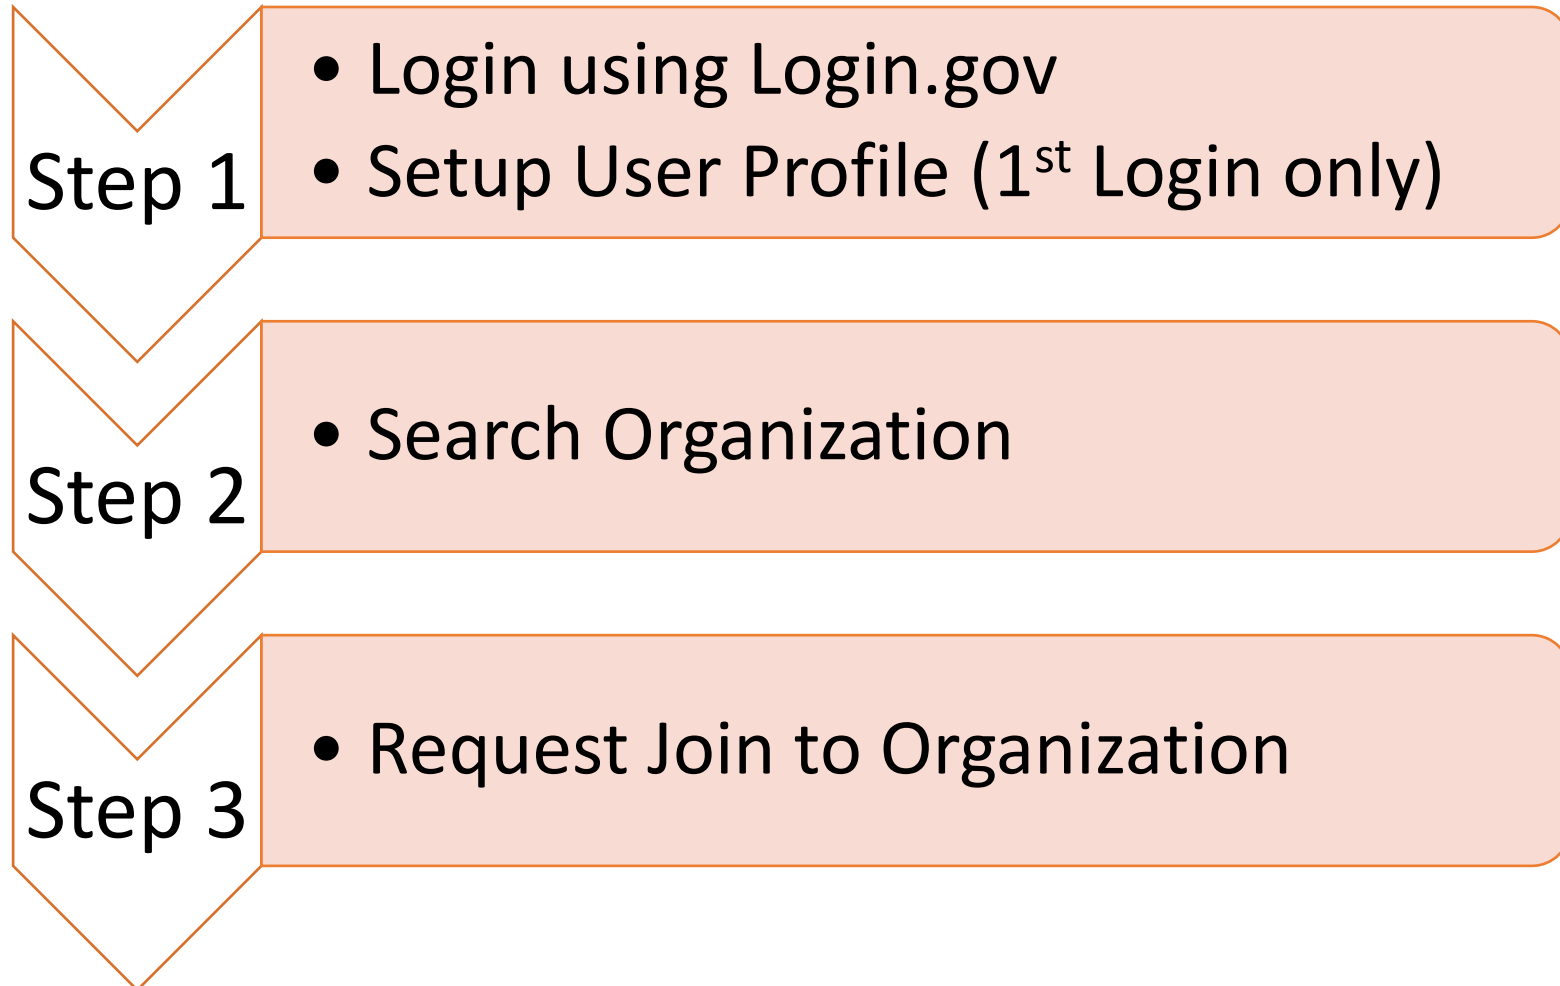 Step 1
• Login using Login.gov
• Setup User Profile (1st Login only)
Step 2
• Search Organization
Step 3
• Request Join to Organization